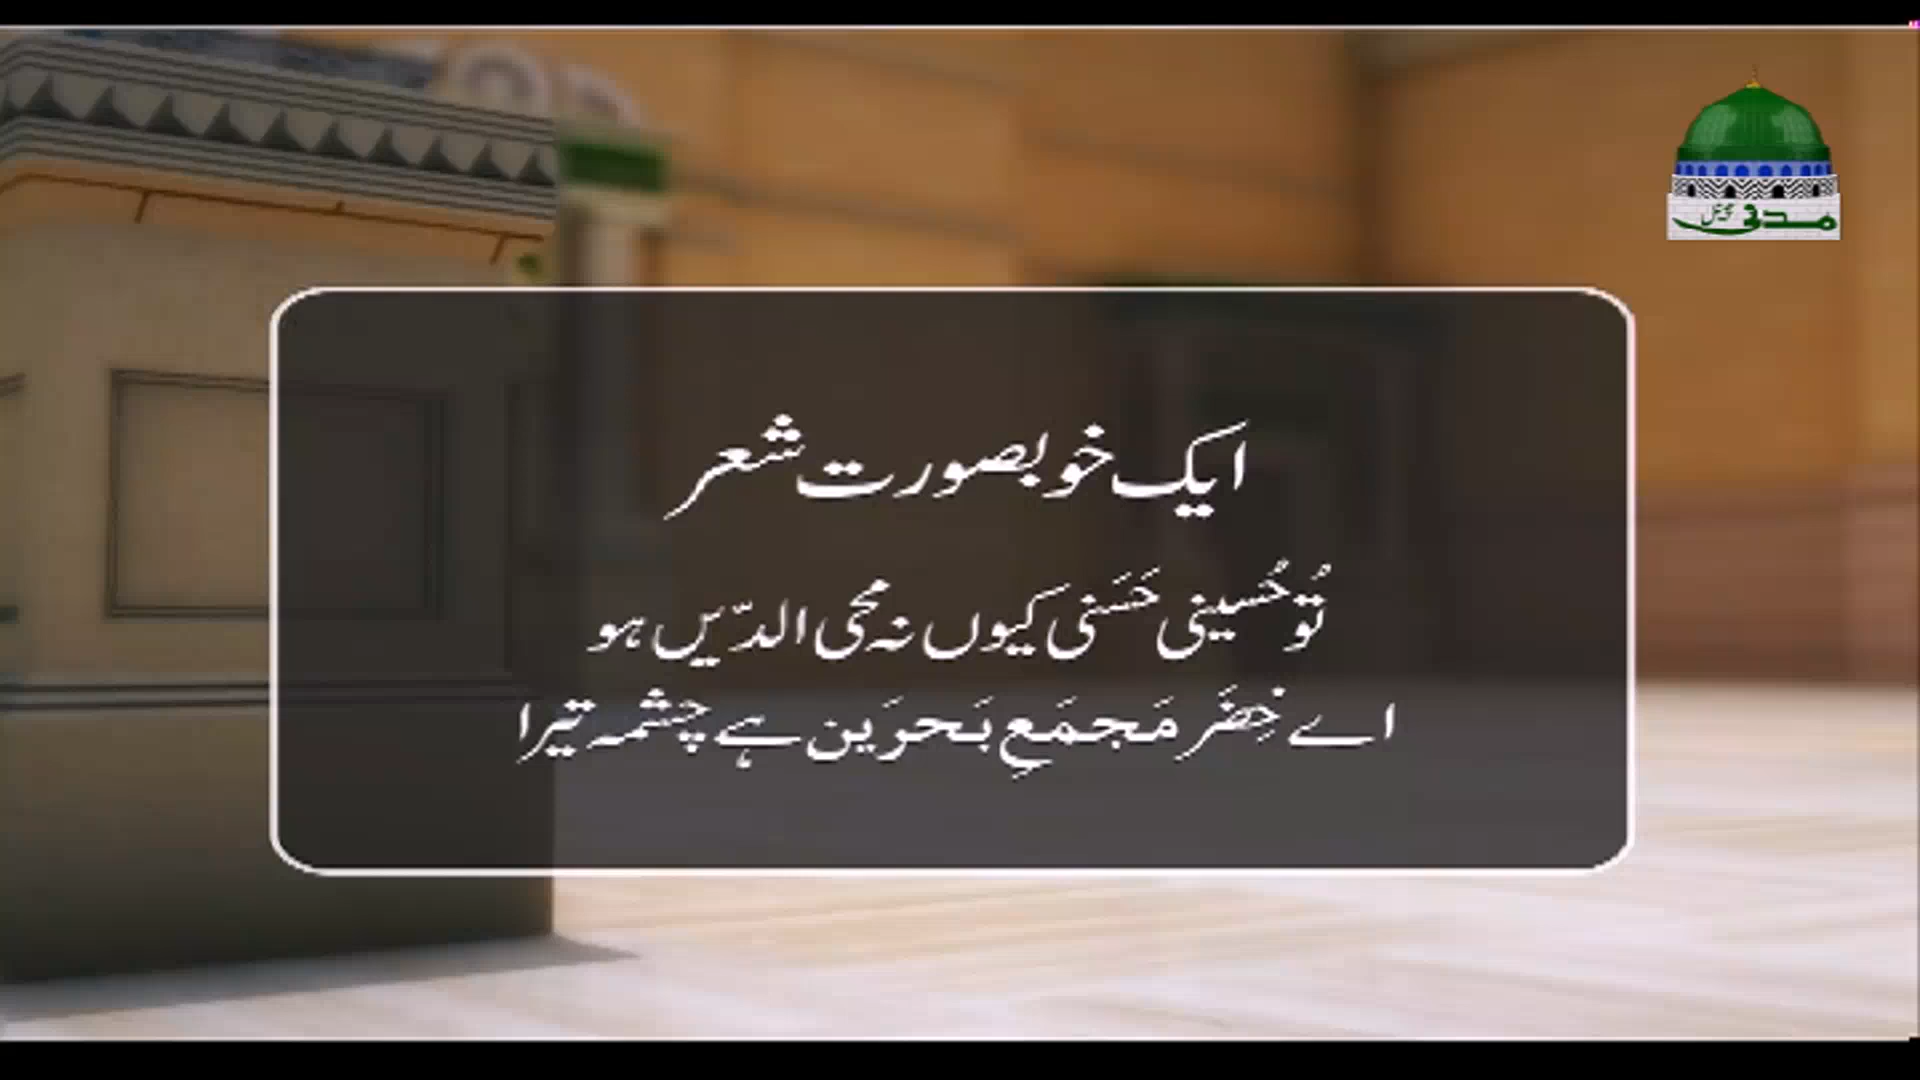 مدنی چینل
ایک خوبصورت شعر
تُو حُسینی حَسَنی کیوں نہ محی الدّیں ہو
اے خِضَر مَجمَعِ بَحرَین ہے چشمہ تیرا